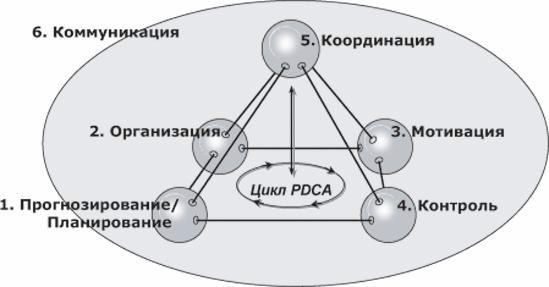 6. Коммуникация
5. Координация
2. Организация
3. Мотивация
Цикл PDCA
1. Прогнозирование/
Планирование
4. Контроль